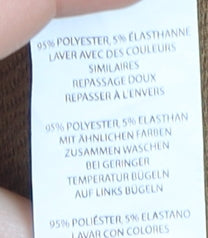 95% POLYESTER, 5% ÉLASTHANNE
LAVER AVEC DES COULEURS
SIMILAIRES
REPASSAGE DOUX
REPASSER À L'ENVERS
95% POLYESTER, 5% ELASTHAN
MIT ÄHNLICHEN FARBEN
ZUSAMMEN WASCHEN
BEI GERINGER
TEMPERATUR BÜGELN
AUF LINKS BÜGELN
95% POLIÉSTER, 5% ELASTANO
LAVAR CON COLORES